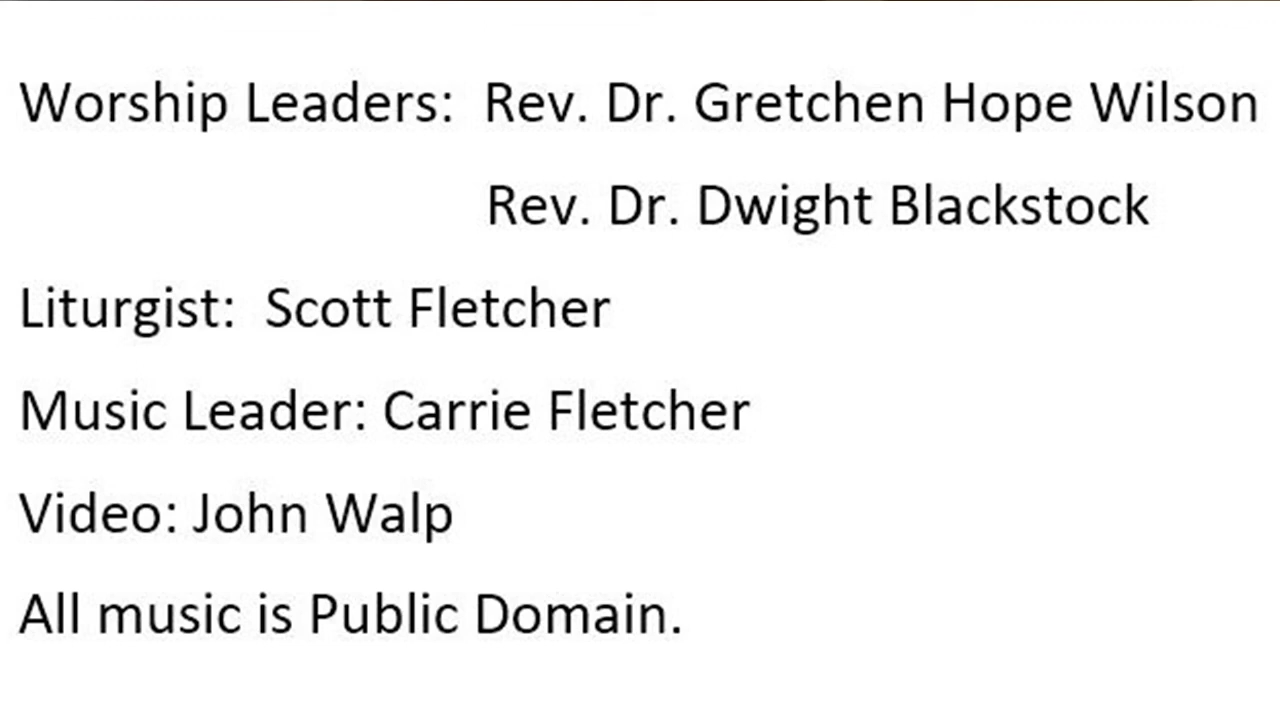 Worship Leaders:  Rev. Dr. Gretchen Hope Wilson
Rev. Dr. Dwight Blackstock
Liturgist:  Scott Fletcher
Music Leader: Carrie Fletcher
Video: John Walp
All music is Public Domain.